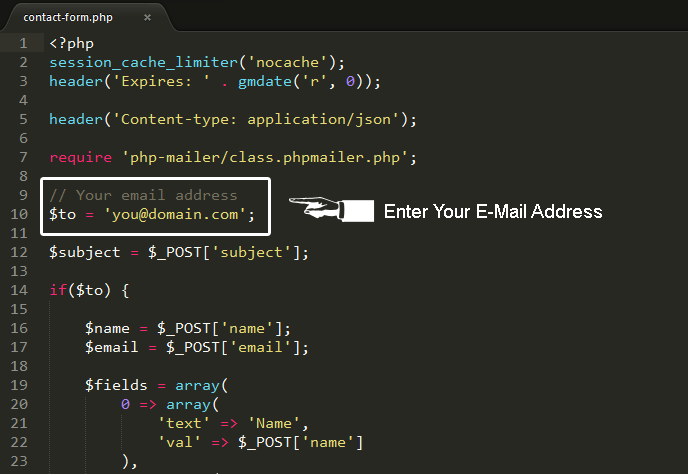 contact-form.php ×
1 <?php
2 session_cache_limiter('nocache');
3 header('Expires: ' . gmdate('r', 0));
4
5 header('Content-type: application/json');
6
7 require 'php-mailer/class.phpmailer.php';
8
9 // Your email address
10 $to = 'you@domain.com';
Enter Your E-Mail Address
11
12 $subject = $_POST['subject'];
13
14 if($to) {
15
16 $name = $_POST['name'];
17 $email = $_POST['email'];
18
19 $fields = array(
20 0 => array(
21 'text' => 'Name',
22 'val' => $_POST['name']
23 ),